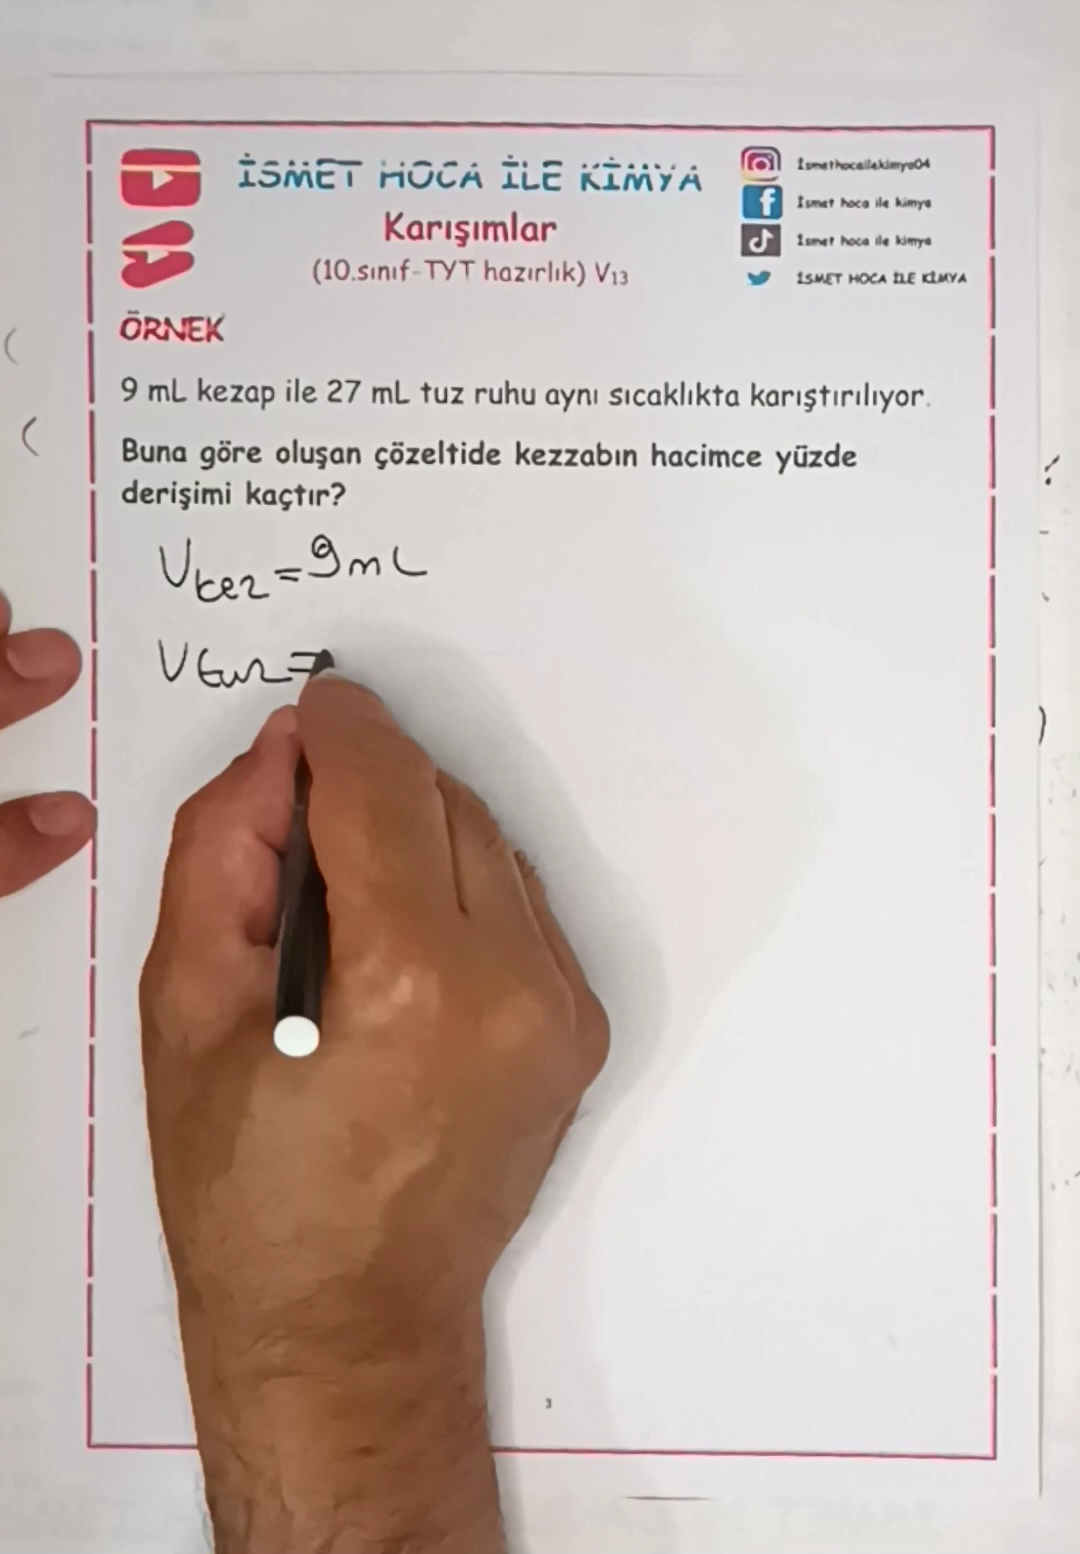 İSMET HOCA İLE KİMYA
Karışımlar
(10.sınıf-TYT hazırlık) V13
İsmethocailekimya04
İsmet hoca ile kimya
İsmet hoca ile kimya
İSMET HOCA İLE KİMYA
ÖRNEK
9 mL kezap ile 27 mL tuz ruhu aynı sıcaklıkta karıştırılıyor.
Buna göre oluşan çözeltide kezzabın hacimce yüzde
derişimi kaçtır?
Vkez = 9mL
Vtuz =
3